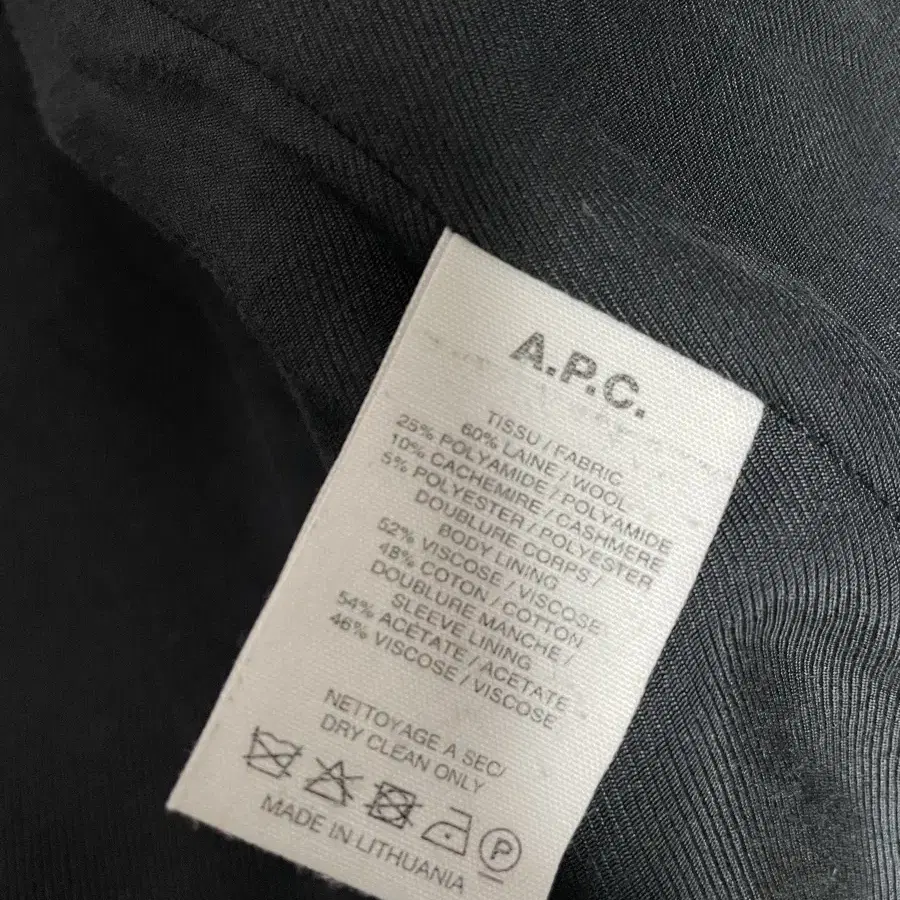 A.P.C.
TISSU / FABRIC
60% LAINE / WOOL
25% POLYAMIDE / POLYAMIDE
10% CACHEMIRE / CASHMERE
5% POLYESTER / POLYESTER
DOUBLURE CORPS /
BODY LINING
52% VISCOSE / VISCOSE
48% COTON / COTTON
DOUBLURE MANCHE /
SLEEVE LINING
54% ACETATE / ACETATE
46% VISCOSE / VISCOSE
NETTOYAGE A SEC/
DRY CLEAN ONLY
P
MADE IN LITHUANIA